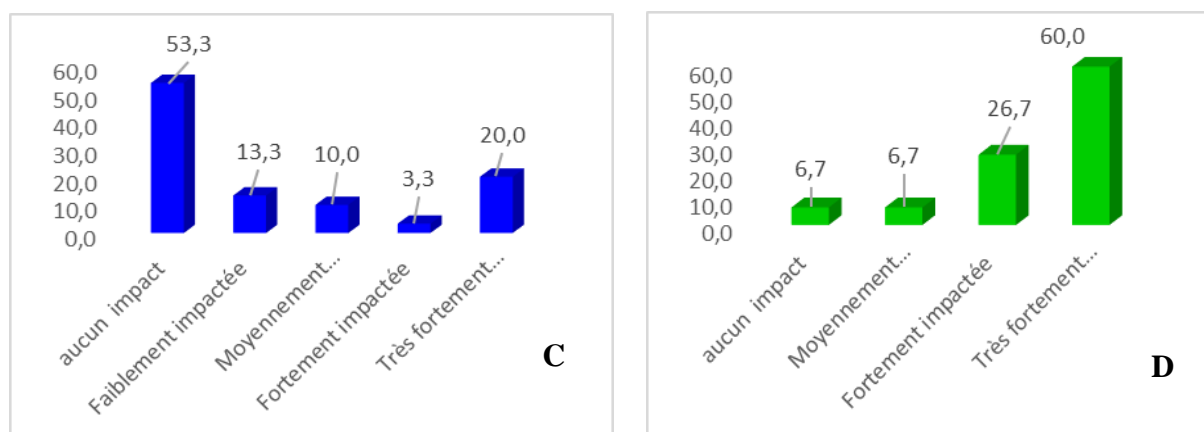 53,3
60,0
50,0
40,0
30,0
20,0
10,0
0,0
13,3
10,0
3,3
20,0
aucun impact
Faiblement impactée
Moyennement...
Fortement impactée
Très fortement...
C
60,0
60,0
50,0
40,0
30,0
20,0
10,0
0,0
6,7
6,7
26,7
aucun impact
Moyennement...
Fortement impactée
Très fortement...
D